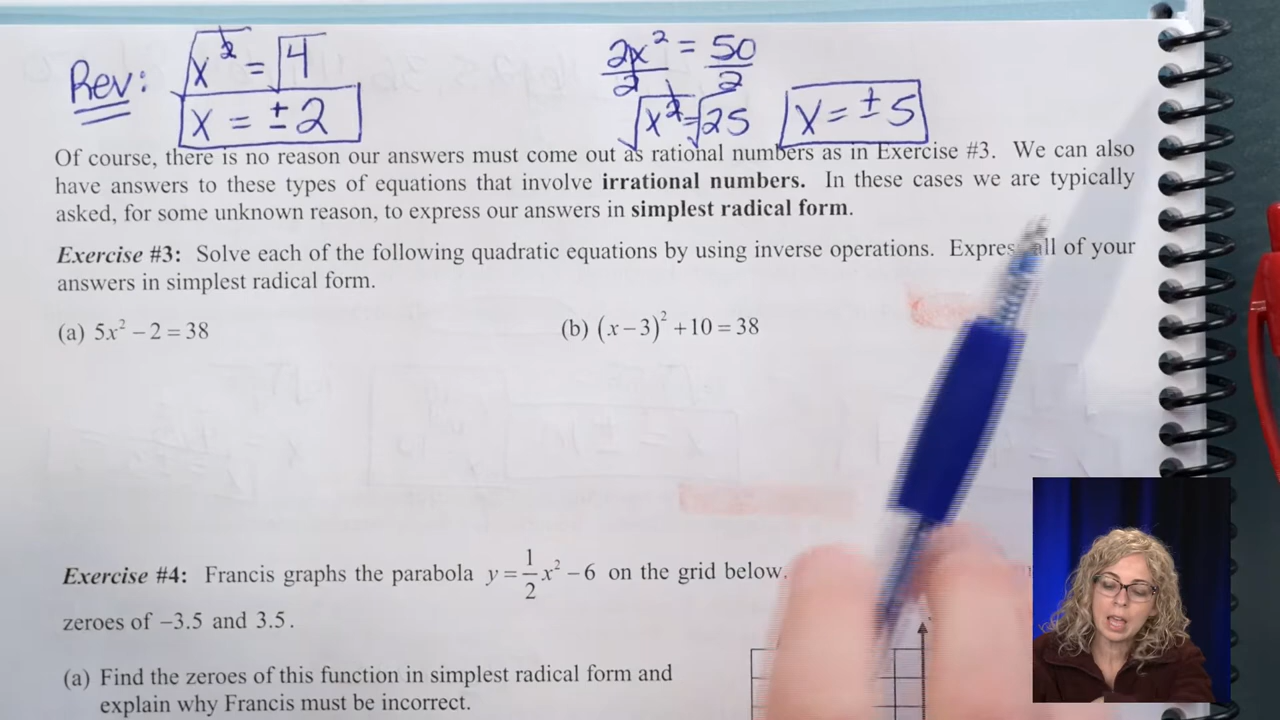 Rev: √x² = √4
x = ±2
2x² = 50
2 2
√x² = √25 x = ±5
Of course, there is no reason our answers must come out as rational numbers as in Exercise #3. We can also
have answers to these types of equations that involve irrational numbers. In these cases we are typically
asked, for some unknown reason, to express our answers in simplest radical form.
Exercise #3: Solve each of the following quadratic equations by using inverse operations. Express all of your
answers in simplest radical form.
(a) 5x² − 2 = 38
(b) (x − 3)² + 10 = 38
Exercise #4: Francis graphs the parabola y = 1/2 x² − 6 on the grid below.
zeroes of −3.5 and 3.5.
(a) Find the zeroes of this function in simplest radical form and
explain why Francis must be incorrect.